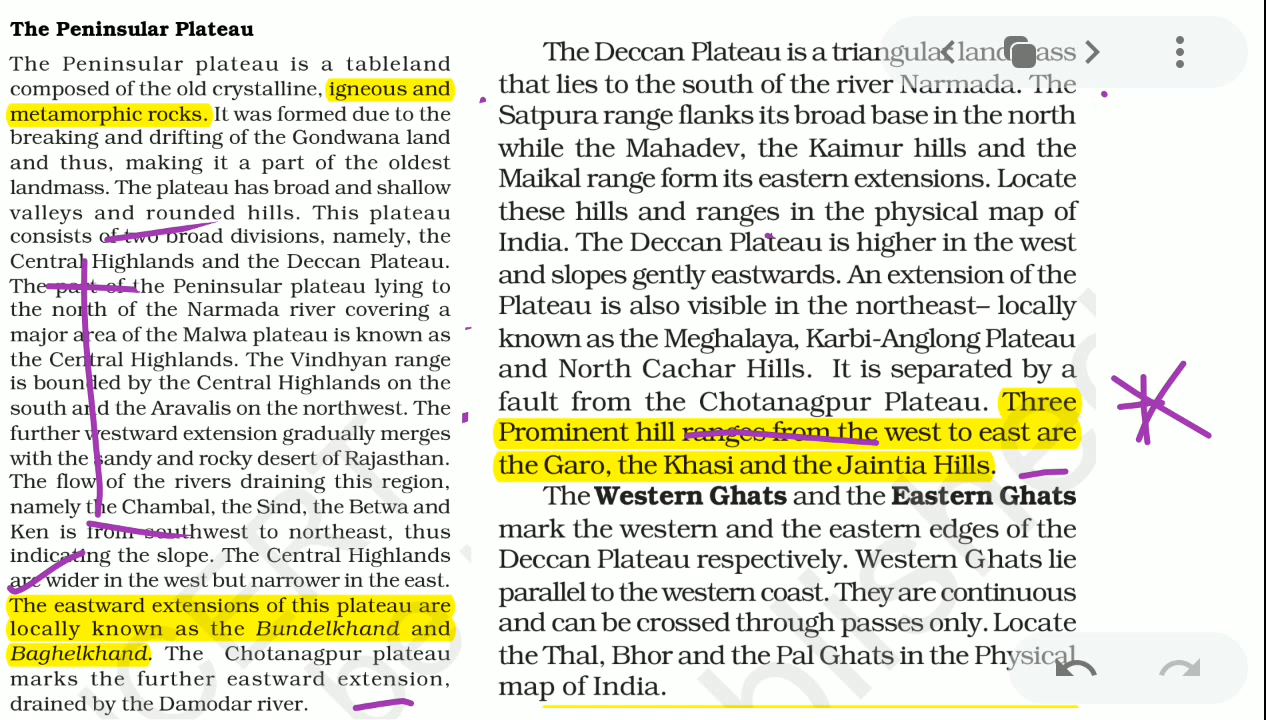 The Peninsular Plateau
The Peninsular plateau is a tableland
composed of the old crystalline, igneous and
metamorphic rocks. It was formed due to the
breaking and drifting of the Gondwana land
and thus, making it a part of the oldest
landmass. The plateau has broad and shallow
valleys and rounded hills. This plateau
consists of two broad divisions, namely, the
Central Highlands and the Deccan Plateau.
The part of the Peninsular plateau lying to
the north of the Narmada river covering a
major area of the Malwa plateau is known as
the Central Highlands. The Vindhyan range
is bounded by the Central Highlands on the
south and the Aravalis on the northwest. The
further westward extension gradually merges
with the sandy and rocky desert of Rajasthan.
The flow of the rivers draining this region,
namely the Chambal, the Sind, the Betwa and
Ken is from southwest to northeast, thus
indicating the slope. The Central Highlands
are wider in the west but narrower in the east.
The eastward extensions of this plateau are
locally known as the Bundelkhand and
Baghelkhand. The Chotanagpur plateau
marks the further eastward extension,
drained by the Damodar river.
The Deccan Plateau is a triangular landmass
that lies to the south of the river Narmada. The
Satpura range flanks its broad base in the north
while the Mahadev, the Kaimur hills and the
Maikal range form its eastern extensions. Locate
these hills and ranges in the physical map of
India. The Deccan Plateau is higher in the west
and slopes gently eastwards. An extension of the
Plateau is also visible in the northeast– locally
known as the Meghalaya, Karbi-Anglong Plateau
and North Cachar Hills. It is separated by a
fault from the Chotanagpur Plateau. Three
Prominent hill ranges from the west to east are
the Garo, the Khasi and the Jaintia Hills.
The Western Ghats and the Eastern Ghats
mark the western and the eastern edges of the
Deccan Plateau respectively. Western Ghats lie
parallel to the western coast. They are continuous
and can be crossed through passes only. Locate
the Thal, Bhor and the Pal Ghats in the Physical
map of India.